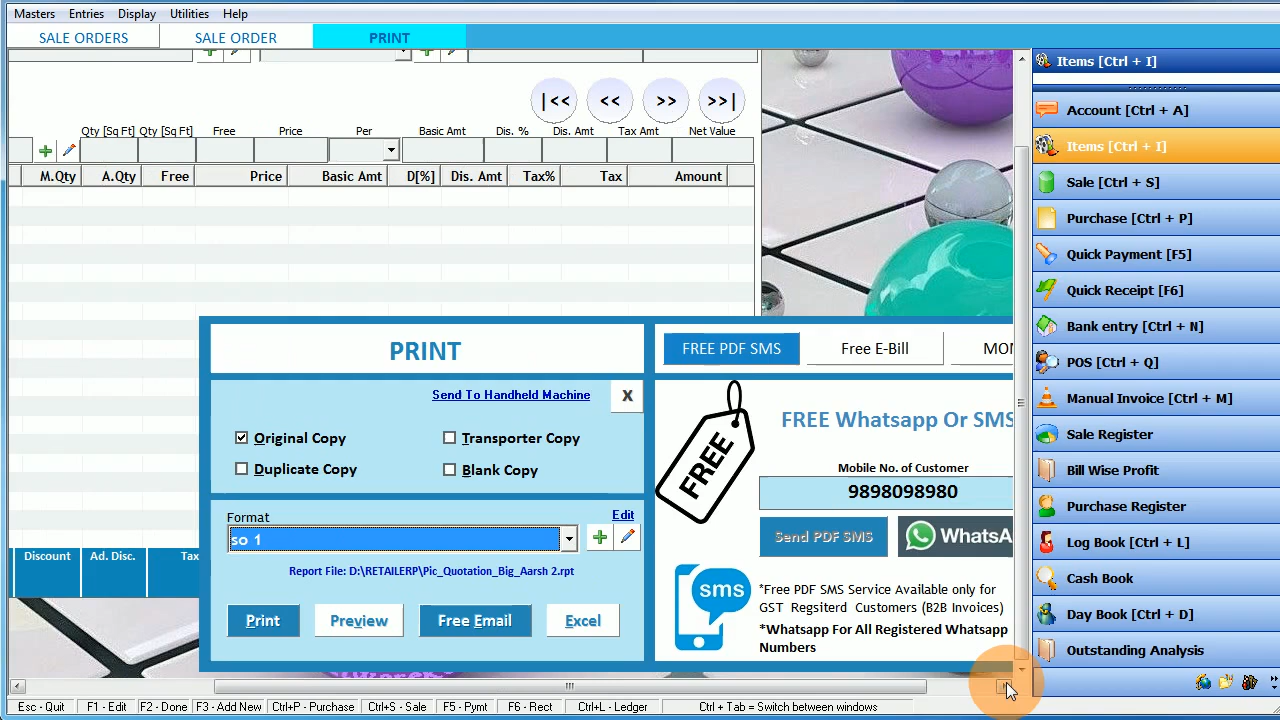 Masters Entries Display Utilities Help
SALE ORDERS SALE ORDER PRINT
Items [Ctrl + I]
|<< << >> >>|
Qty [Sq Ft] Qty [Sq Ft] Free Price Per Basic Amt Dis. % Dis. Amt Tax Amt Net Value
M.Qty A.Qty Free Price Basic Amt D[%] Dis. Amt Tax% Tax Amount
Account [Ctrl + A]
Items [Ctrl + I]
Sale [Ctrl + S]
Purchase [Ctrl + P]
Quick Payment [F5]
Quick Receipt [F6]
Bank entry [Ctrl + N]
POS [Ctrl + Q]
Manual Invoice [Ctrl + M]
Sale Register
Bill Wise Profit
Purchase Register
Log Book [Ctrl + L]
Cash Book
Day Book [Ctrl + D]
Outstanding Analysis
PRINT
Send To Handheld Machine X
Original Copy Transporter Copy
Duplicate Copy Blank Copy
Format Edit
so 1
Report File: D:\RETAILERP\Pic_Quotation_Big_Aarsh 2.rpt
Print Preview Free Email Excel
FREE PDF SMS Free E-Bill MO
FREE
FREE Whatsapp Or SMS
Mobile No. of Customer
9898098980
Send PDF SMS WhatsA
sms
*Free PDF SMS Service Available only for
GST Regsiterd Customers (B2B Invoices)
*Whatsapp For All Registered Whatsapp
Numbers
Discount Ad. Disc. Tax
Esc - Quit F1 - Edit F2 - Done F3 - Add New Ctrl+P - Purchase Ctrl+S - Sale F5 - Pymt F6 - Rect Ctrl+L - Ledger Ctrl + Tab = Switch between windows